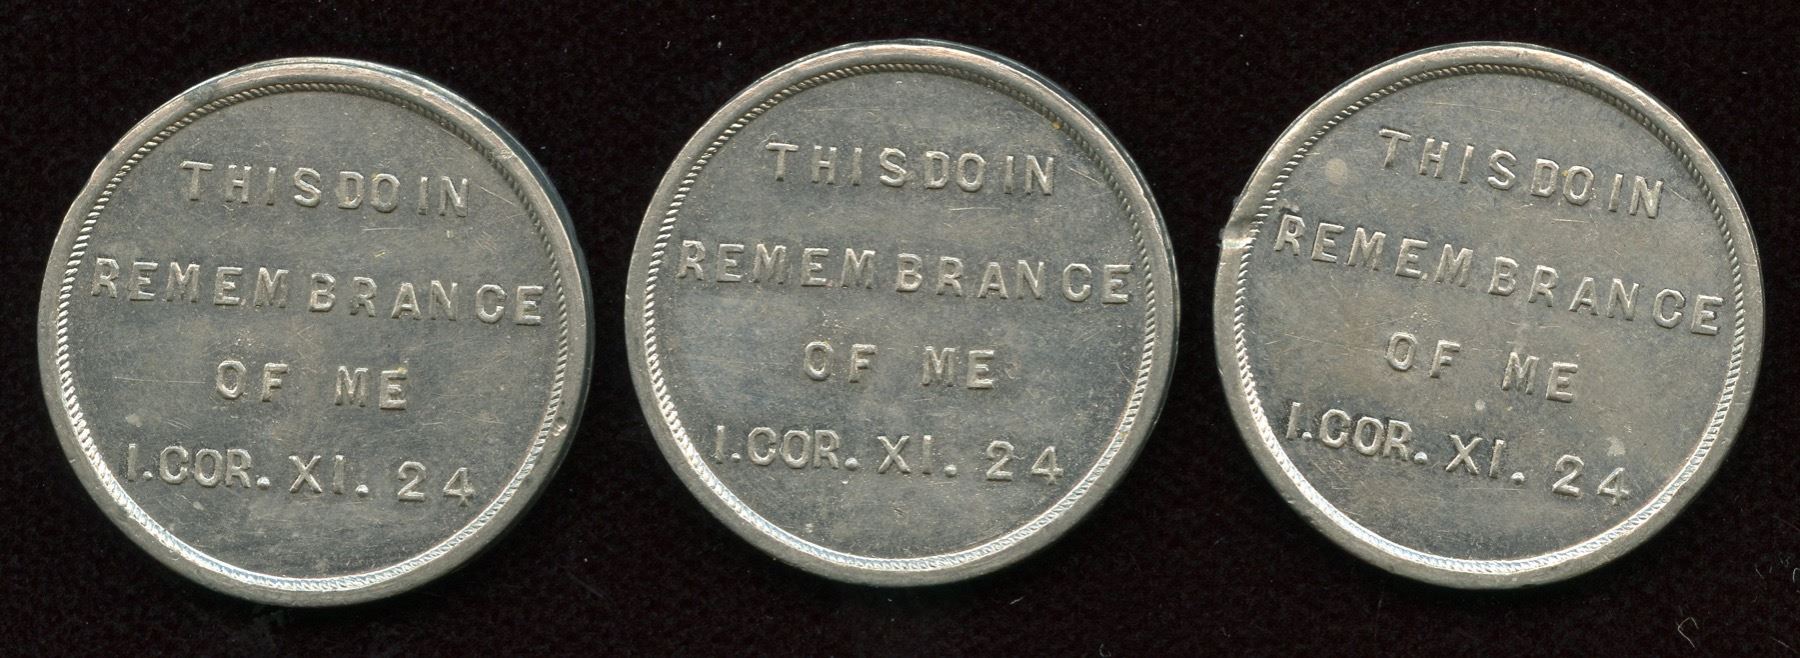 THIS DO IN
REMEMBRANCE
OF ME
I. COR. XI. 24
THIS DO IN
REMEMBRANCE
OF ME
I. COR. XI. 24
THIS DO IN
REMEMBRANCE
OF ME
I. COR. XI. 24